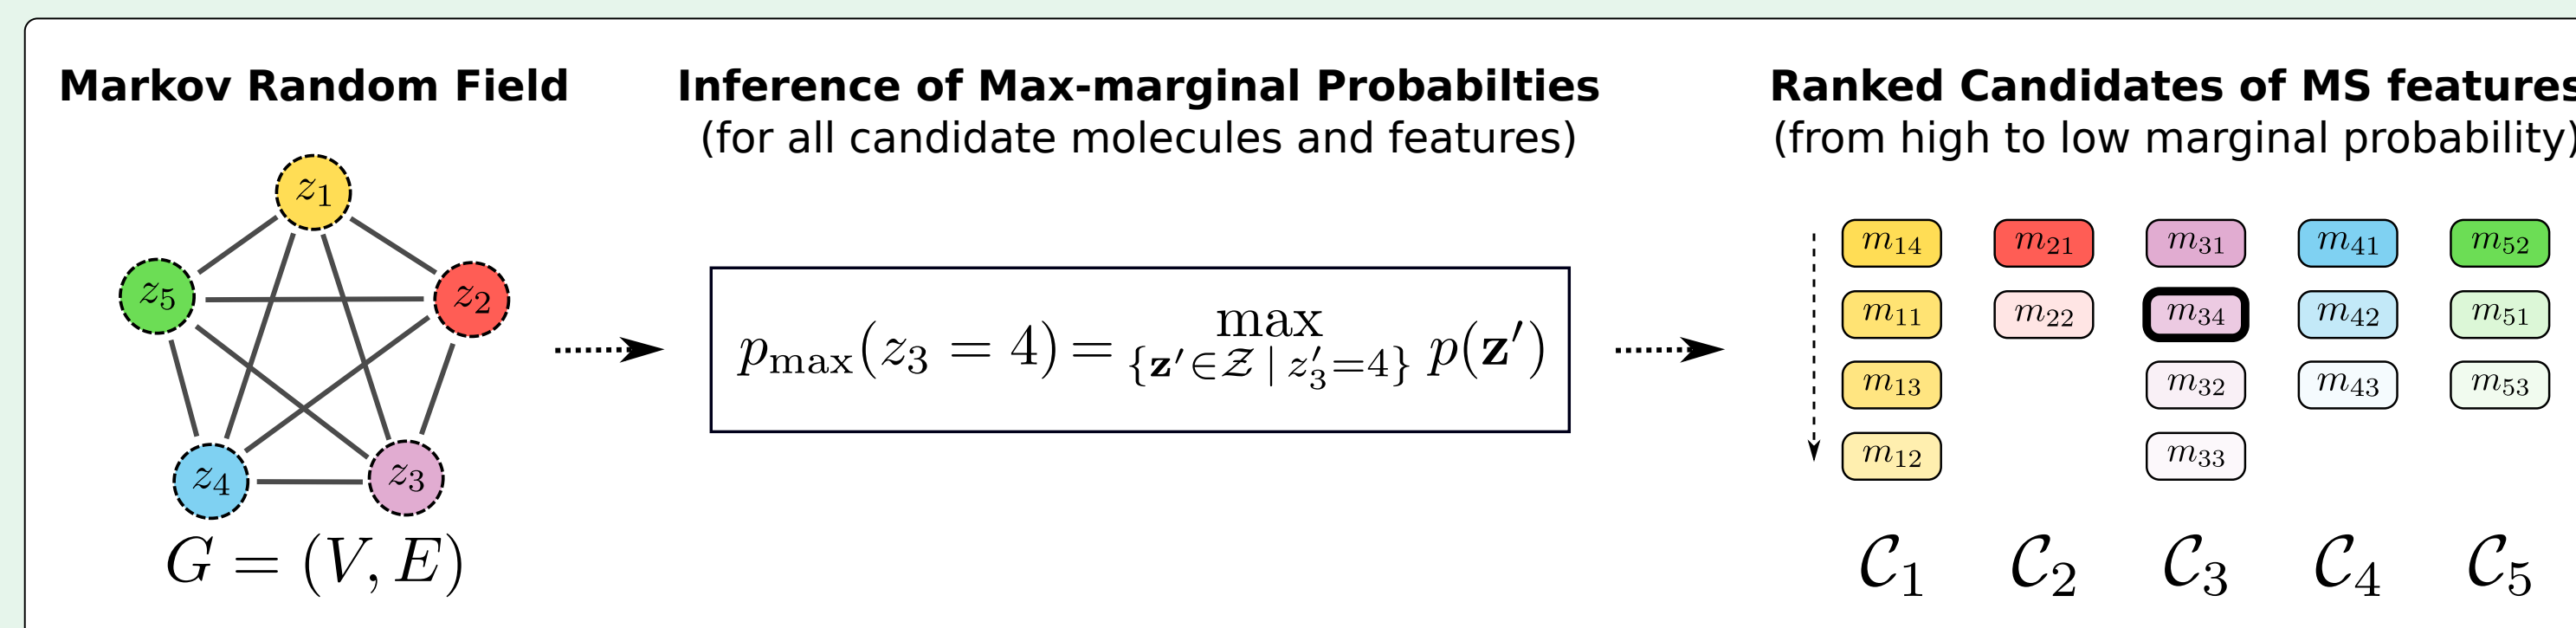 Markov Random Field
z1
z5
z2
z4
z3
G = (V, E)
Inference of Max-marginal Probabilties
(for all candidate molecules and features)
pmax(z3 = 4) = max{z′∈𝒵 | z′3=4} p(z′)
Ranked Candidates of MS features
(from high to low marginal probability)
m14 m21 m31 m41 m52
m11 m22 m34 m42 m51
m13 m32 m43 m53
m12 m33
𝒞1 𝒞2 𝒞3 𝒞4 𝒞5